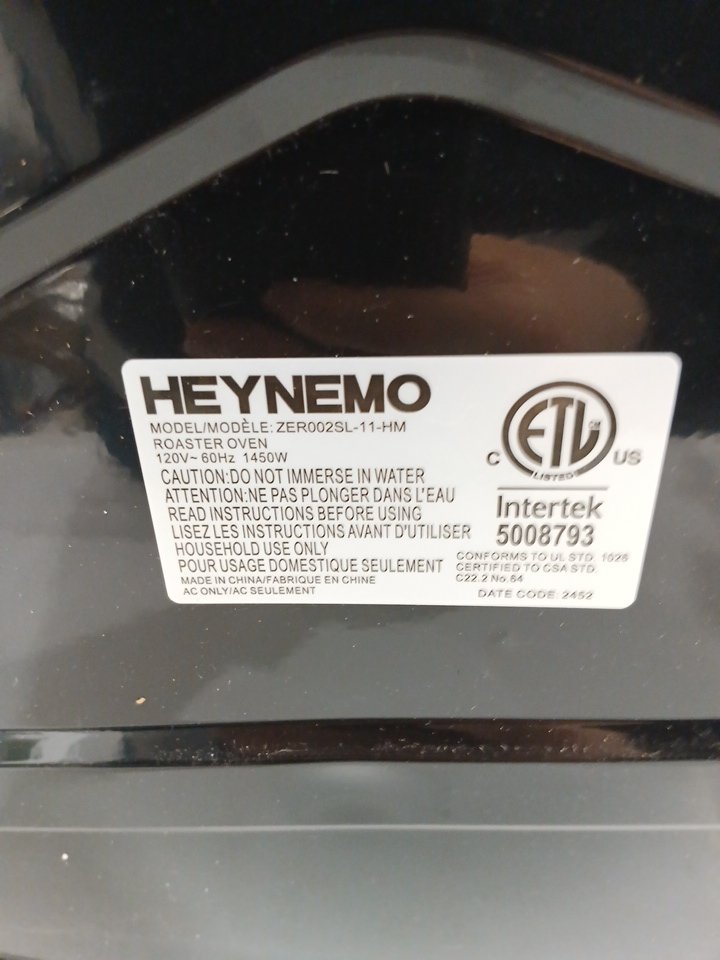 HEYNEMO
MODEL/MODÈLE: ZER002SL-11-HM
ROASTER OVEN
120V~ 60Hz 1450W
CAUTION:DO NOT IMMERSE IN WATER
ATTENTION:NE PAS PLONGER DANS L'EAU
READ INSTRUCTIONS BEFORE USING
LISEZ LES INSTRUCTIONS AVANT D'UTILISER
HOUSEHOLD USE ONLY
POUR USAGE DOMESTIQUE SEULEMENT
MADE IN CHINA/FABRIQUE EN CHINE
AC ONLY/AC SEULEMENT
ETL
CM
LISTED
C US
Intertek
5008793
CONFORMS TO UL STD. 1026
CERTIFIED TO CSA STD.
C22.2 No.64
DATE CODE: 2452